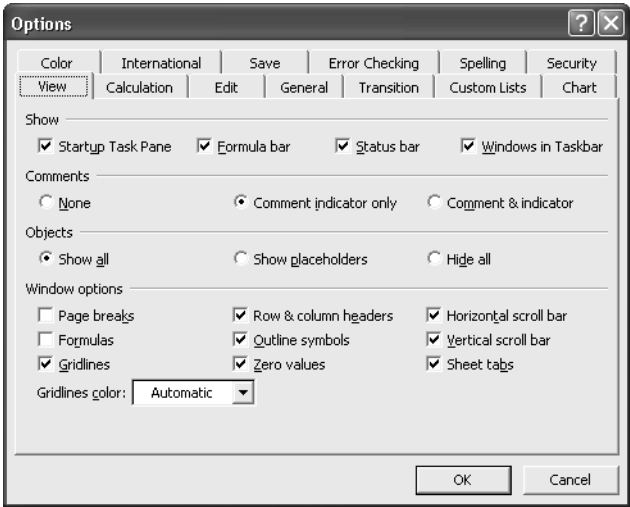 Options
Color International Save Error Checking Spelling Security
View Calculation Edit General Transition Custom Lists Chart
Show
Startup Task Pane Formula bar Status bar Windows in Taskbar
Comments
None Comment indicator only Comment & indicator
Objects
Show all Show placeholders Hide all
Window options
Page breaks Row & column headers Horizontal scroll bar
Formulas Outline symbols Vertical scroll bar
Gridlines Zero values Sheet tabs
Gridlines color: Automatic
OK Cancel